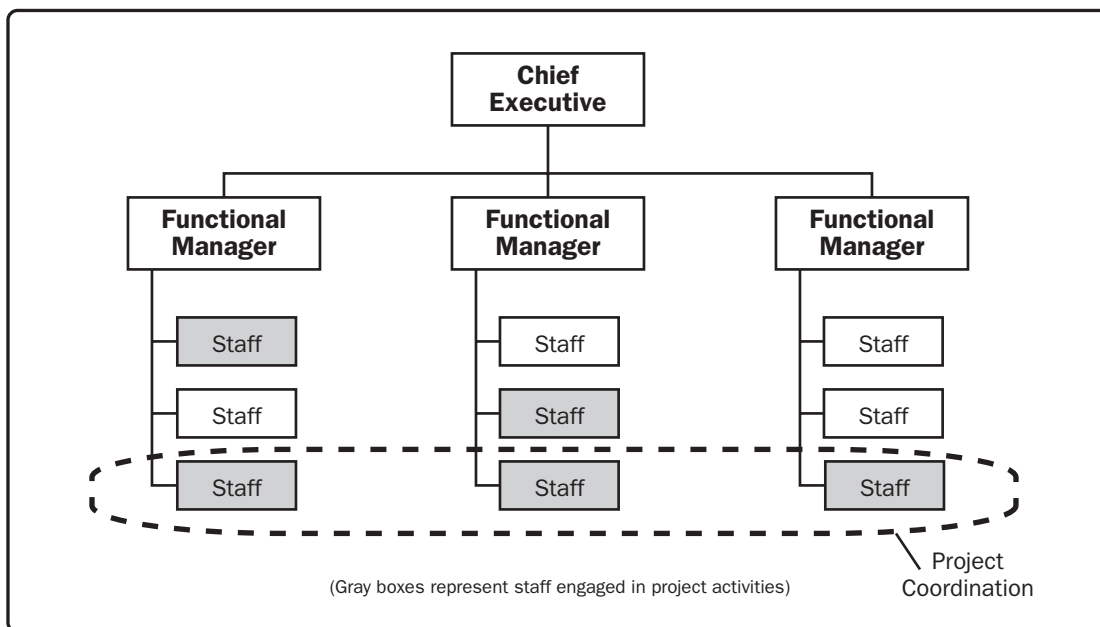 Chief
Executive
Functional
Manager
Functional
Manager
Functional
Manager
Staff
Staff
Staff
Staff
Staff
Staff
Staff
Staff
Staff
Project
Coordination
(Gray boxes represent staff engaged in project activities)